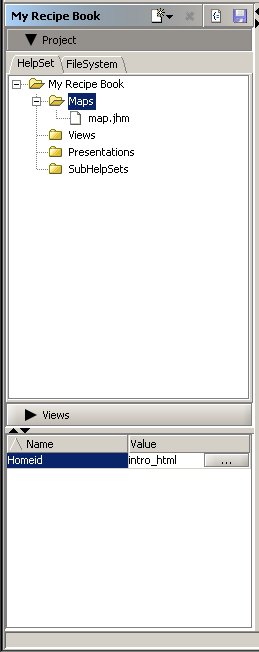 My Recipe Book
Project
HelpSet FileSystem
My Recipe Book
Maps
map.jhm
Views
Presentations
SubHelpSets
Views
Name Value
Homeid intro_html ...